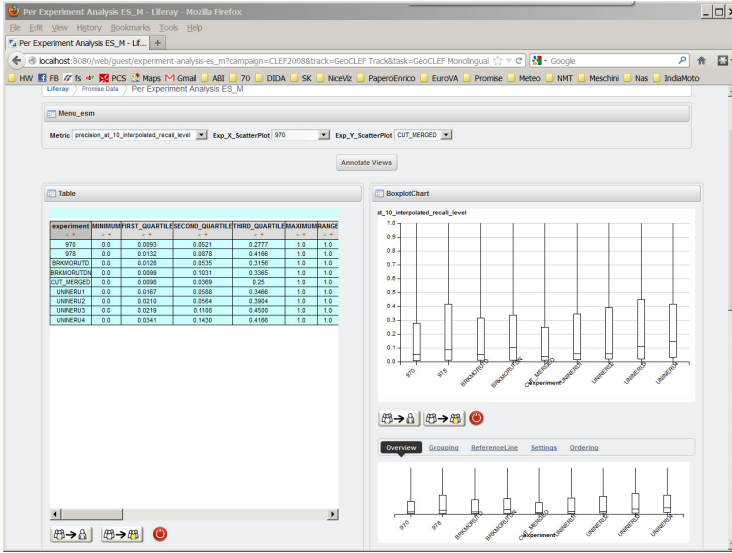 Per Experiment Analysis ES_M - Liferay - Mozilla Firefox
File Edit View History Bookmarks Tools Help
Per Experiment Analysis ES_M - Lif... +
localhost:8080/web/guest/experiment-analysis-es_m?campaign=CLEF2008&track=GeoCLEF Track&task=GeoCLEF Monolingual
Google
HW FB fs PCS Maps Gmail ABI 70 DIDA SK NiceViz PaperoEnrico EuroVA Promise Meteo NMT Meschini Nas IndiaMoto
Liferay Promise Data Per Experiment Analysis ES_M
Menu_esm
Metric precision_at_10_interpolated_recall_level Exp_X_ScatterPlot 970 Exp_Y_ScatterPlot CUT_MERGED
Annotate Views
Table
experiment MINIMUM FIRST_QUARTILE SECOND_QUARTILE THIRD_QUARTILE MAXIMUM RANGE
970 0.0 0.0093 0.0521 0.2777 1.0 1.0
978 0.0 0.0132 0.0878 0.4166 1.0 1.0
BRKMORUTD 0.0 0.0128 0.0535 0.3156 1.0 1.0
BRKMORUTDN 0.0 0.0099 0.1031 0.3365 1.0 1.0
CUT_MERGED 0.0 0.0098 0.0369 0.25 1.0 1.0
UNINERU1 0.0 0.0167 0.0588 0.3466 1.0 1.0
UNINERU2 0.0 0.0210 0.0564 0.3904 1.0 1.0
UNINERU3 0.0 0.0219 0.1108 0.4500 1.0 1.0
UNINERU4 0.0 0.0341 0.1430 0.4166 1.0 1.0
BoxplotChart
at_10_interpolated_recall_level
1.0
0.9
0.8
0.7
0.6
0.5
0.4
0.3
0.2
0.1
0.0
970 978 BRKMORUTD BRKMORUTDN CUT_MERGED UNINERU1 UNINERU2 UNINERU3 UNINERU4
experiment
Overview Grouping ReferenceLine Settings Ordering
970 978 BRKMORUTD BRKMORUTDN CUT_MERGED UNINERU1 UNINERU2 UNINERU3 UNINERU4
experiment